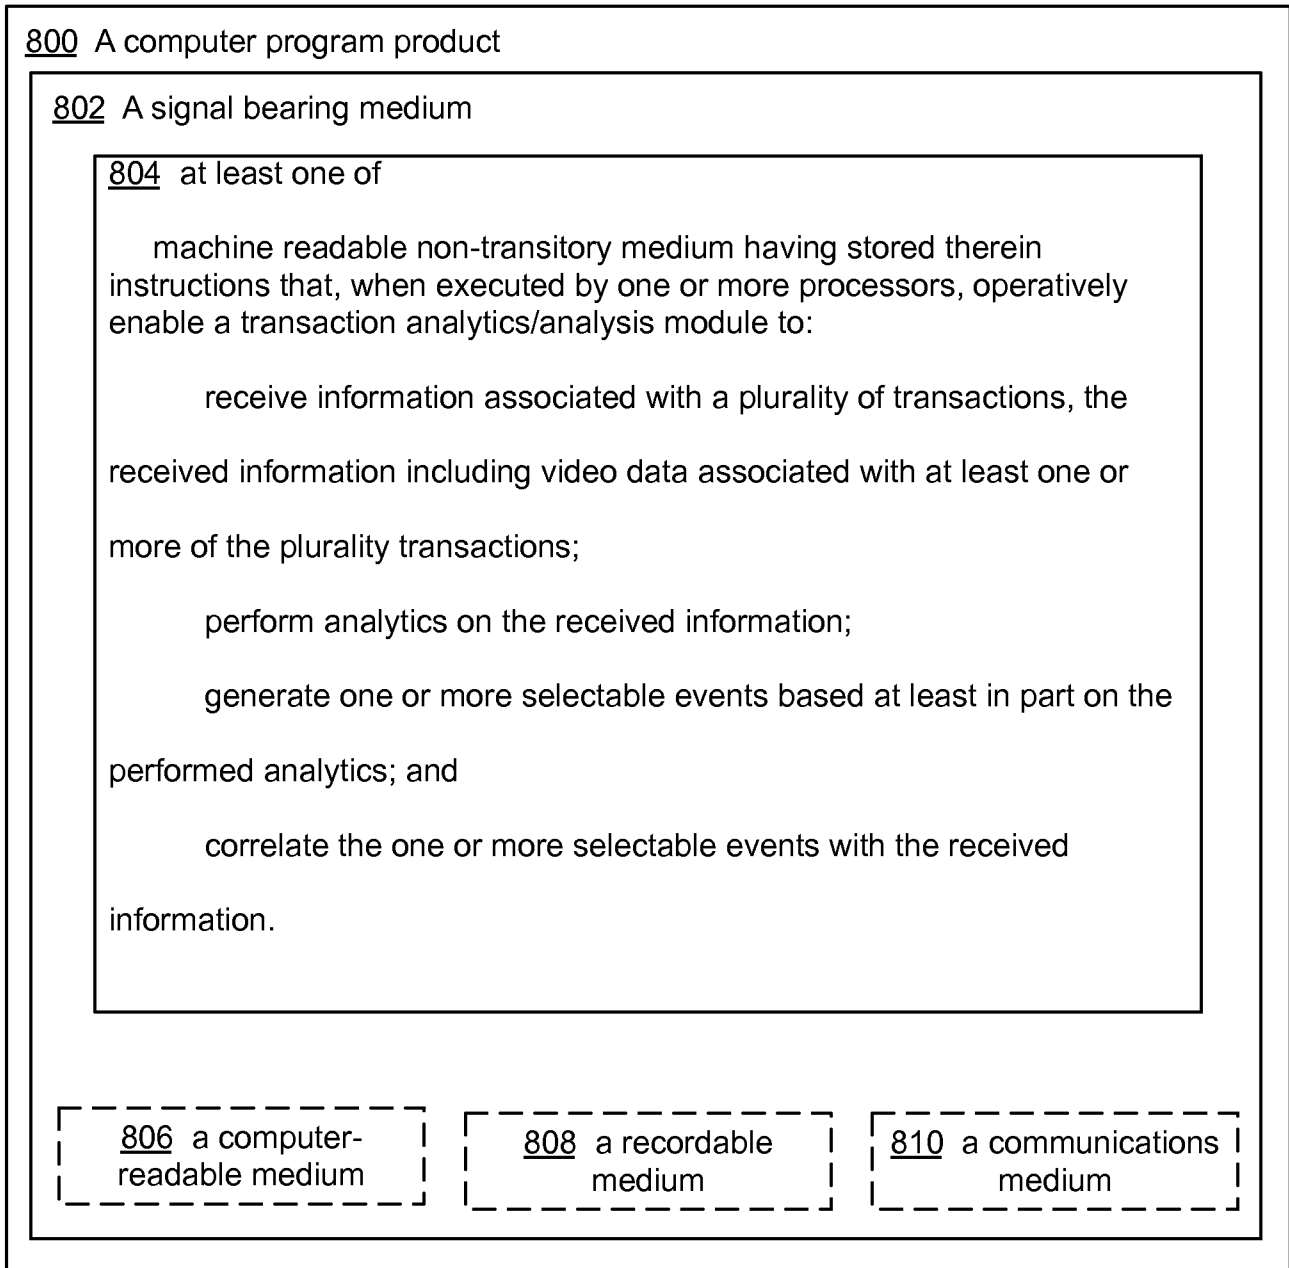 800 A computer program product
802 A signal bearing medium
804 at least one of
machine readable non-transitory medium having stored therein
instructions that, when executed by one or more processors, operatively
enable a transaction analytics/analysis module to:
receive information associated with a plurality of transactions, the
received information including video data associated with at least one or
more of the plurality transactions;
perform analytics on the received information;
generate one or more selectable events based at least in part on the
performed analytics; and
correlate the one or more selectable events with the received
information.
806 a computer-
readable medium
808 a recordable
medium
810 a communications
medium